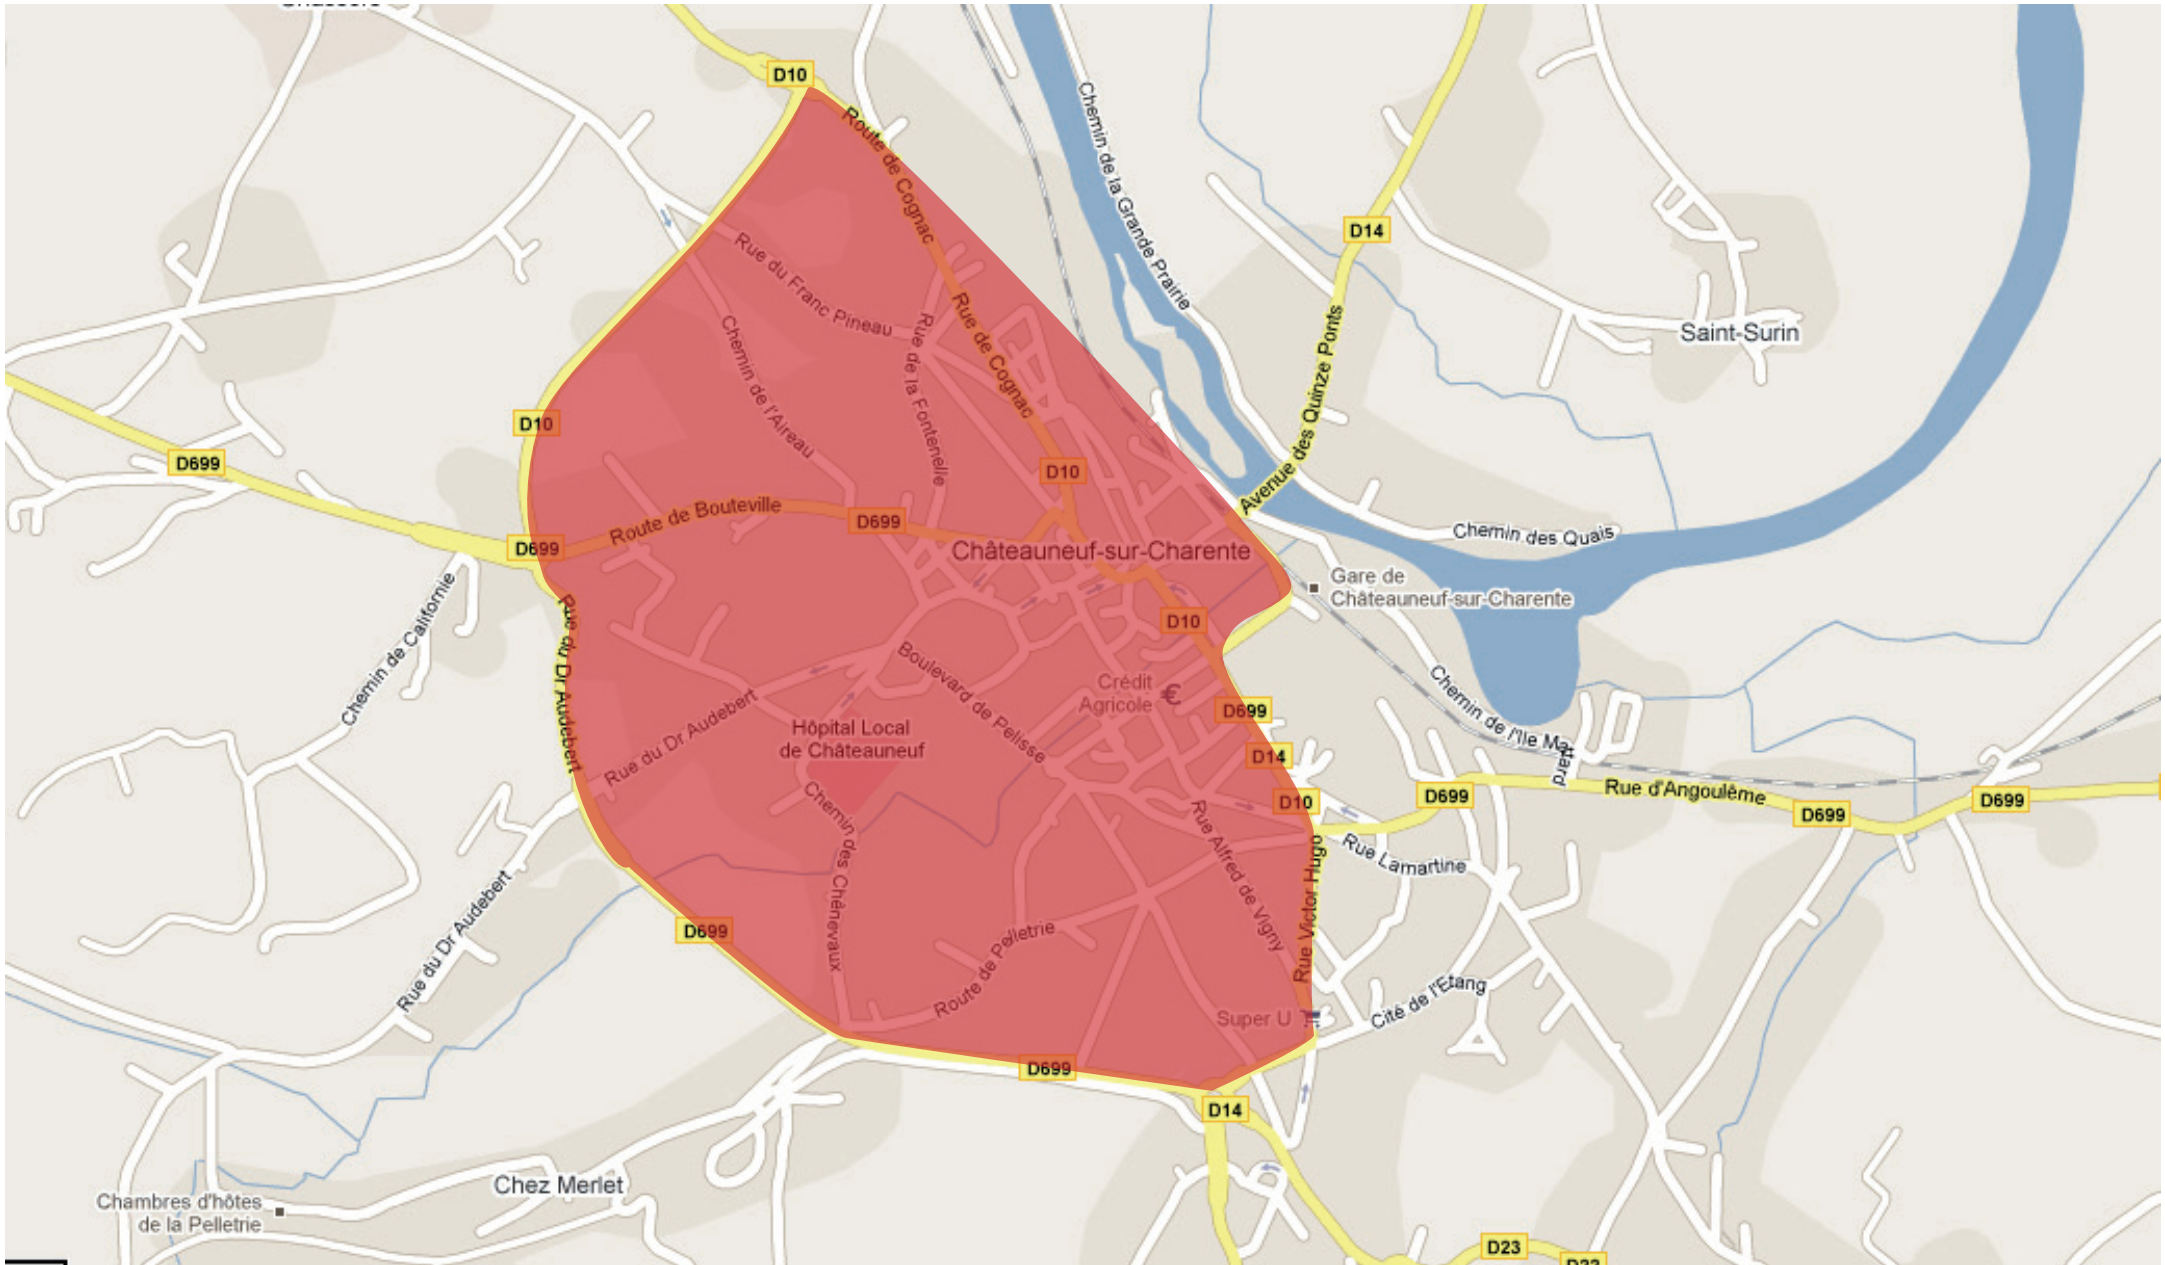 D10
Route de Cognac
Chemin de la Grande Prairie
D14
Rue du Franc Pineau
Rue de la Fontenelle
Rue de Cognac
Chemin de l'Aireau
Avenue des Quinze Ponts
Saint-Surin
D10
D699
D10
Route de Bouteville
D699
D699
Châteauneuf-sur-Charente
Chemin des Quais
Gare de
Châteauneuf-sur-Charente
Chemin de Californie
Rue du Dr Audebert
D10
Boulevard de Pelisse
Crédit
Agricole
D699
Rue du Dr Audebert
Hôpital Local
de Châteauneuf
D14
Chemin de l'Ile Martard
D10
D699
Rue d'Angoulême
D699
D699
Chemin des Chênevaux
Rue Alfred de Vigny
Rue Victor Hugo
Rue Lamartine
Rue du Dr Audebert
D699
Route de Pelletrie
Super U
Cité de l'Etang
D699
D14
Chez Merlet
Chambres d'hôtes
de la Pelletrie
D23